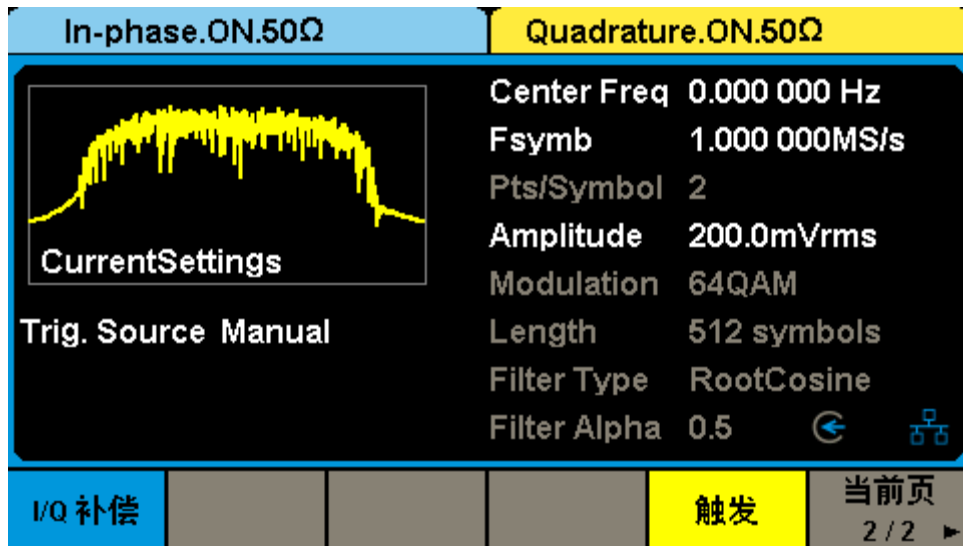 In-phase.ON.50Ω
Quadrature.ON.50Ω
CurrentSettings
Trig. Source Manual
Center Freq 0.000 000 Hz
Fsymb 1.000 000MS/s
Pts/Symbol 2
Amplitude 200.0mVrms
Modulation 64QAM
Length 512 symbols
Filter Type RootCosine
Filter Alpha 0.5
I/Q 补偿
触发
当前页
2/2